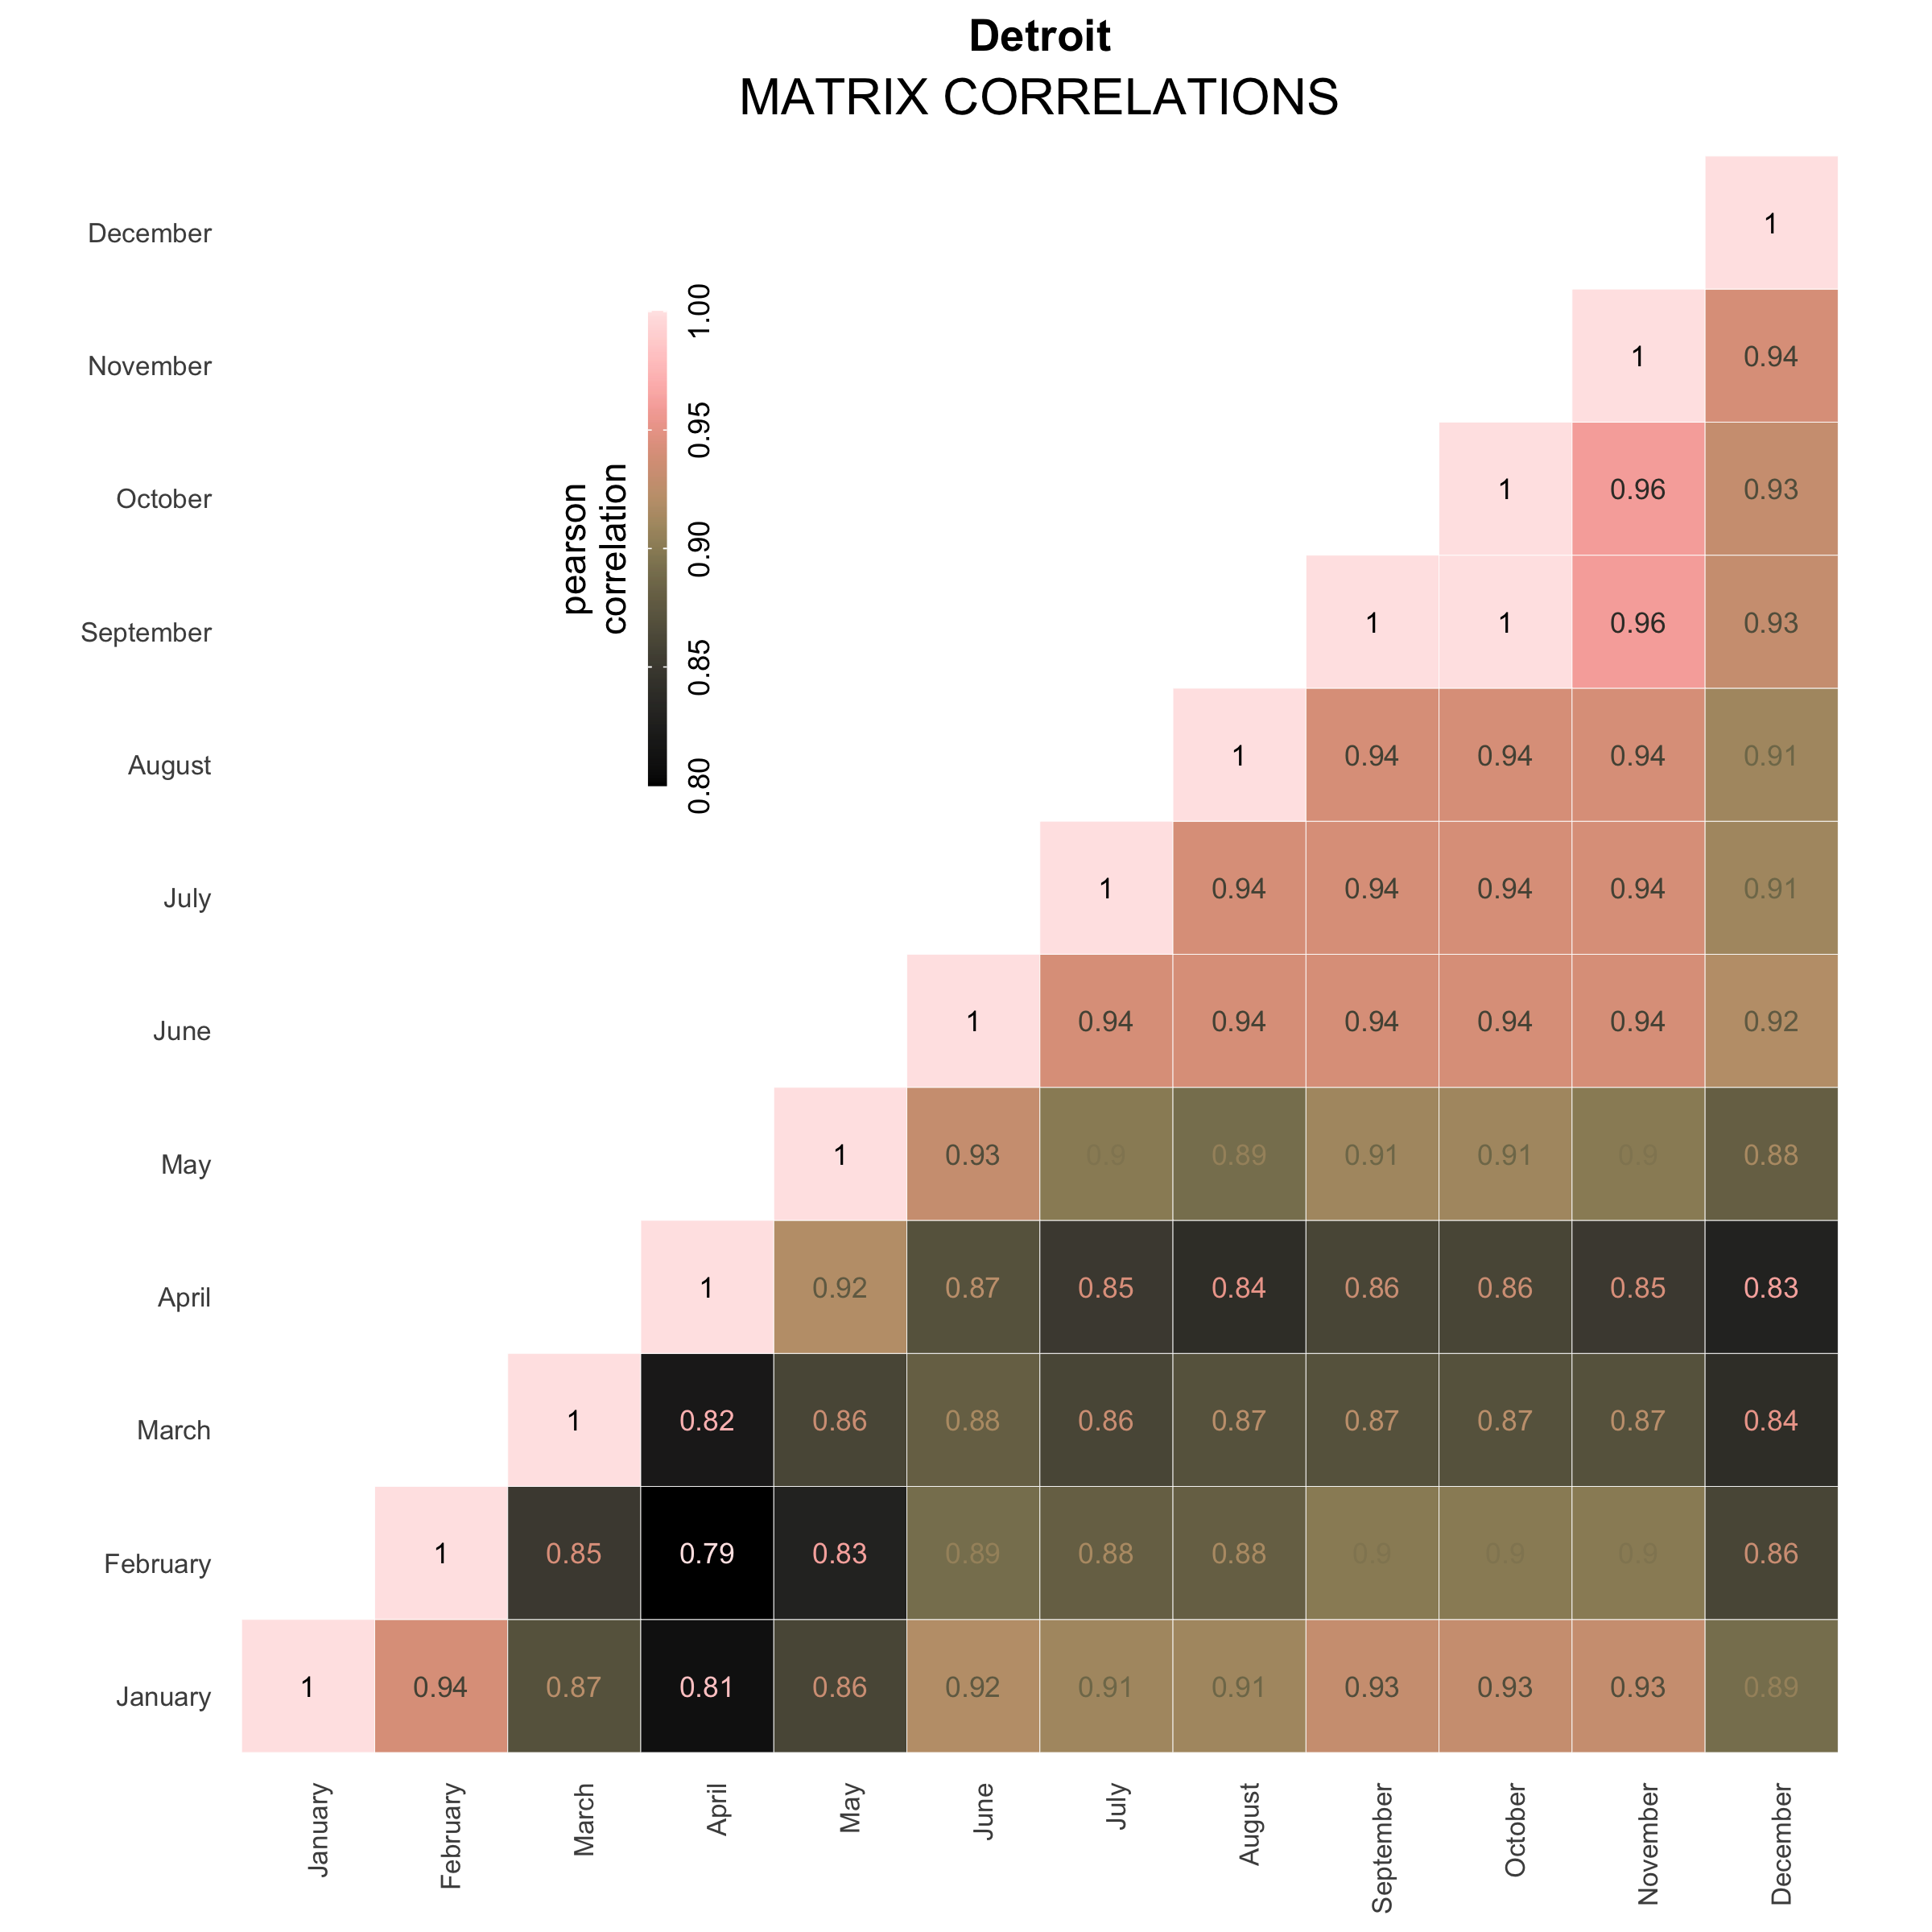 Detroit
MATRIX CORRELATIONS
pearson
correlation
1.00
0.95
0.90
0.85
0.80
December 1
November 1 0.94
October 1 0.96 0.93
September 1 1 0.96 0.93
August 1 0.94 0.94 0.94 0.91
July 1 0.94 0.94 0.94 0.94 0.91
June 1 0.94 0.94 0.94 0.94 0.94 0.92
May 1 0.93 0.9 0.89 0.91 0.91 0.9 0.88
April 1 0.92 0.87 0.85 0.84 0.86 0.86 0.85 0.83
March 1 0.82 0.86 0.88 0.86 0.87 0.87 0.87 0.87 0.84
February 1 0.85 0.79 0.83 0.89 0.88 0.88 0.9 0.9 0.9 0.86
January 1 0.94 0.87 0.81 0.86 0.92 0.91 0.91 0.93 0.93 0.93 0.89
January February March April May June July August September October November December